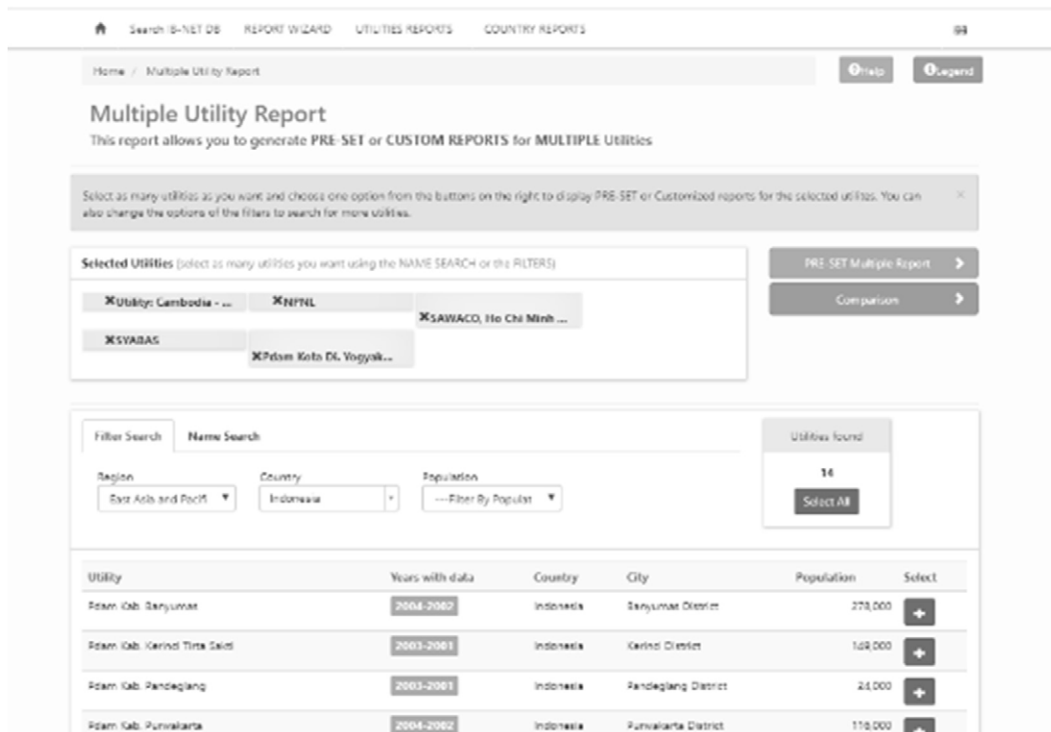 Search IB-NET DB REPORT WIZARD UTILITIES REPORTS COUNTRY REPORTS
Home / Multiple Utility Report Help Legend
Multiple Utility Report
This report allows you to generate PRE-SET or CUSTOM REPORTS for MULTIPLE Utilities
Select as many utilities as you want and choose one option from the buttons on the right to display PRE-SET or Customized reports for the selected utilites. You can ×
also change the options of the filters to search for more utilities.
Selected Utilities (select as many utilities you want using the NAME SEARCH or the FILTERS)
PRE-SET Multiple Report
Comparison
Utility: Cambodia - ... NPNL
SAWACO, Ho Chi Minh ...
SYABAS
Pdam Kota DI. Yogyak...
Filter Search Name Search Utilities found
Region Country Population 14
East Asia and Pacifi Indonesia ---Filter By Populat Select All
Utility Years with data Country City Population Select
Pdam Kab. Banyumas 2004-2002 Indonesia Banyumas District 278,000 +
Pdam Kab. Kerinci Tirta Sakti 2003-2001 Indonesia Kerinci District 149,000 +
Pdam Kab. Pandeglang 2003-2001 Indonesia Pandeglang District 24,000 +
Pdam Kab. Purwakarta 2004-2002 Indonesia Purwakarta District 116,000